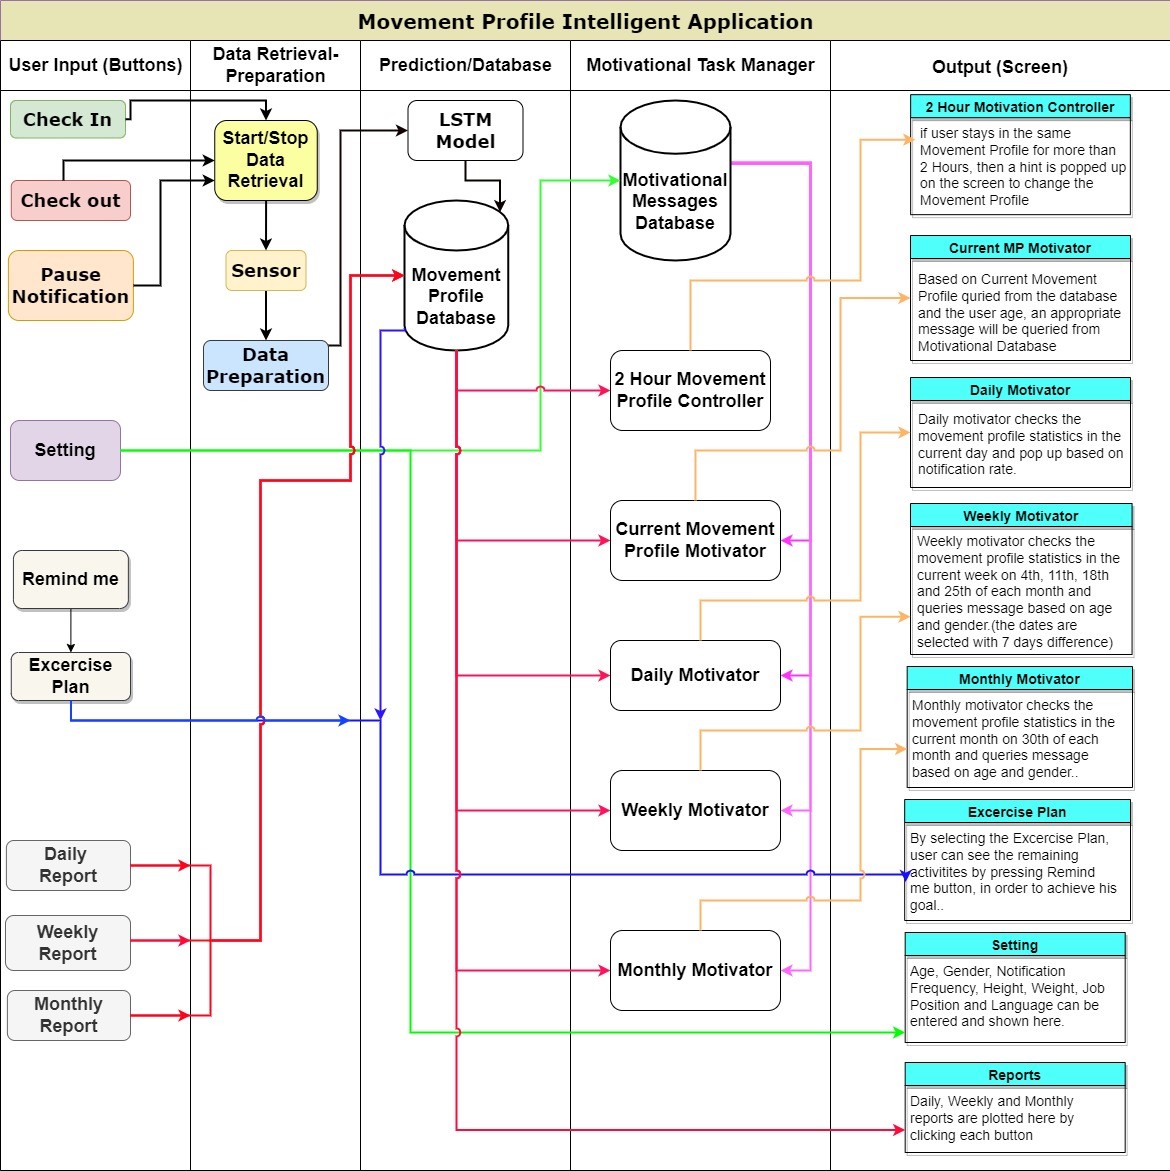 Movement Profile Intelligent Application
User Input (Buttons)
Data Retrieval-
Preparation
Prediction/Database
Motivational Task Manager
Output (Screen)
Check In
Check out
Pause
Notification
Setting
Remind me
Excercise
Plan
Daily
Report
Weekly
Report
Monthly
Report
Start/Stop
Data
Retrieval
Sensor
Data
Preparation
LSTM
Model
Movement
Profile
Database
Motivational
Messages
Database
2 Hour Movement
Profile Controller
Current Movement
Profile Motivator
Daily Motivator
Weekly Motivator
Monthly Motivator
2 Hour Motivation Controller
if user stays in the same
Movement Profile for more than
2 Hours, then a hint is popped up
on the screen to change the
Movement Profile
Current MP Motivator
Based on Current Movement
Profile quried from the database
and the user age, an appropriate
message will be queried from
Motivational Database
Daily Motivator
Daily motivator checks the
movement profile statistics in the
current day and pop up based on
notification rate.
Weekly Motivator
Weekly motivator checks the
movement profile statistics in the
current week on 4th, 11th, 18th
and 25th of each month and
queries message based on age
and gender.(the dates are
selected with 7 days difference)
Monthly Motivator
Monthly motivator checks the
movement profile statistics in the
current month on 30th of each
month and queries message
based on age and gender..
Excercise Plan
By selecting the Excercise Plan,
user can see the remaining
activitites by pressing Remind
me button, in order to achieve his
goal..
Setting
Age, Gender, Notification
Frequency, Height, Weight, Job
Position and Language can be
entered and shown here.
Reports
Daily, Weekly and Monthly
reports are plotted here by
clicking each button